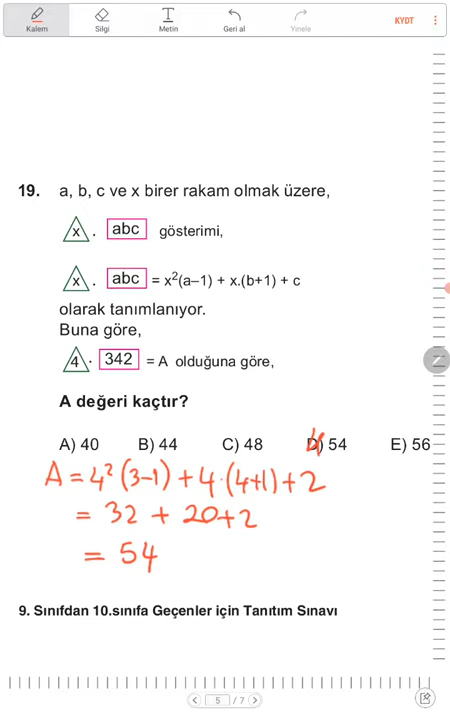 Kalem Silgi Metin Geri al Yinele KYDT
19. a, b, c ve x birer rakam olmak üzere,
x . abc gösterimi,
x . abc = x²(a–1) + x.(b+1) + c
olarak tanımlanıyor.
Buna göre,
4 . 342 = A olduğuna göre,
A değeri kaçtır?
A) 40 B) 44 C) 48 D) 54 E) 56
A = 4² (3-1) + 4 . (4+1) + 2
= 32 + 20+2
= 54
9. Sınıfdan 10.sınıfa Geçenler için Tanıtım Sınavı
5 / 7